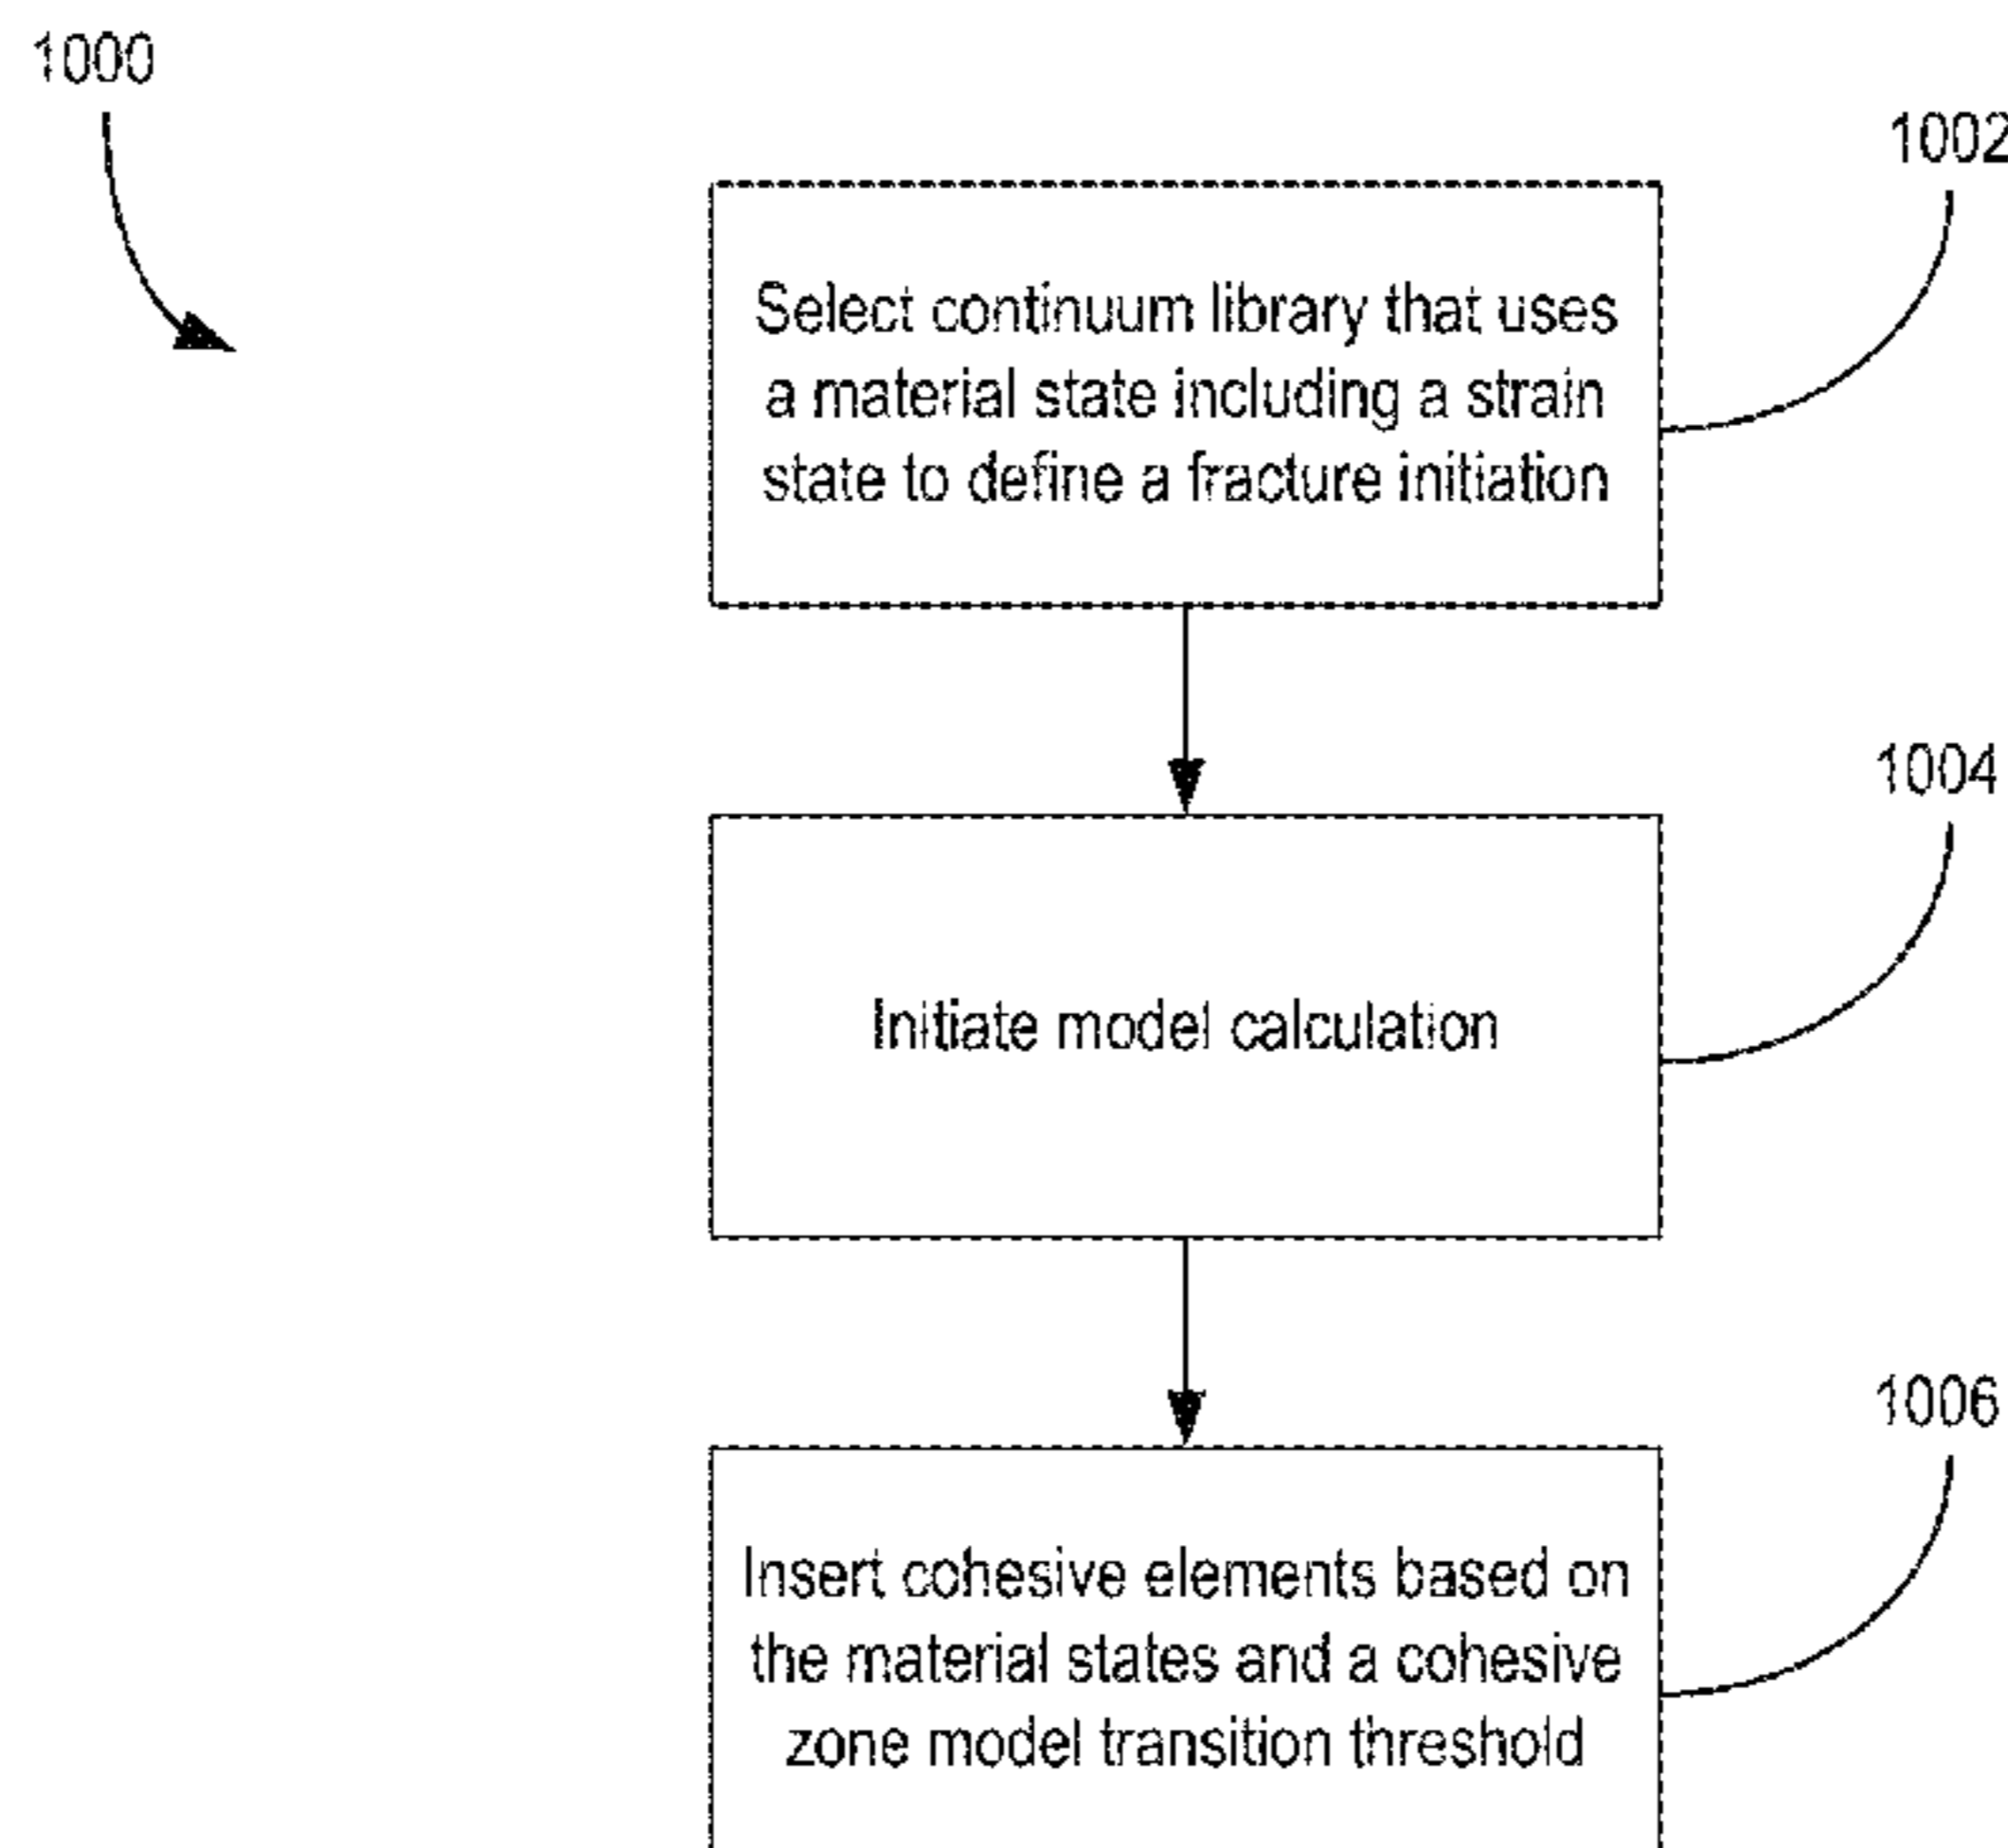 1000
1002
Select continuum library that uses
a material state including a strain
state to define a fracture initiation
1004
Initiate model calculation
1006
Insert cohesive elements based on
the material states and a cohesive
zone model transition threshold